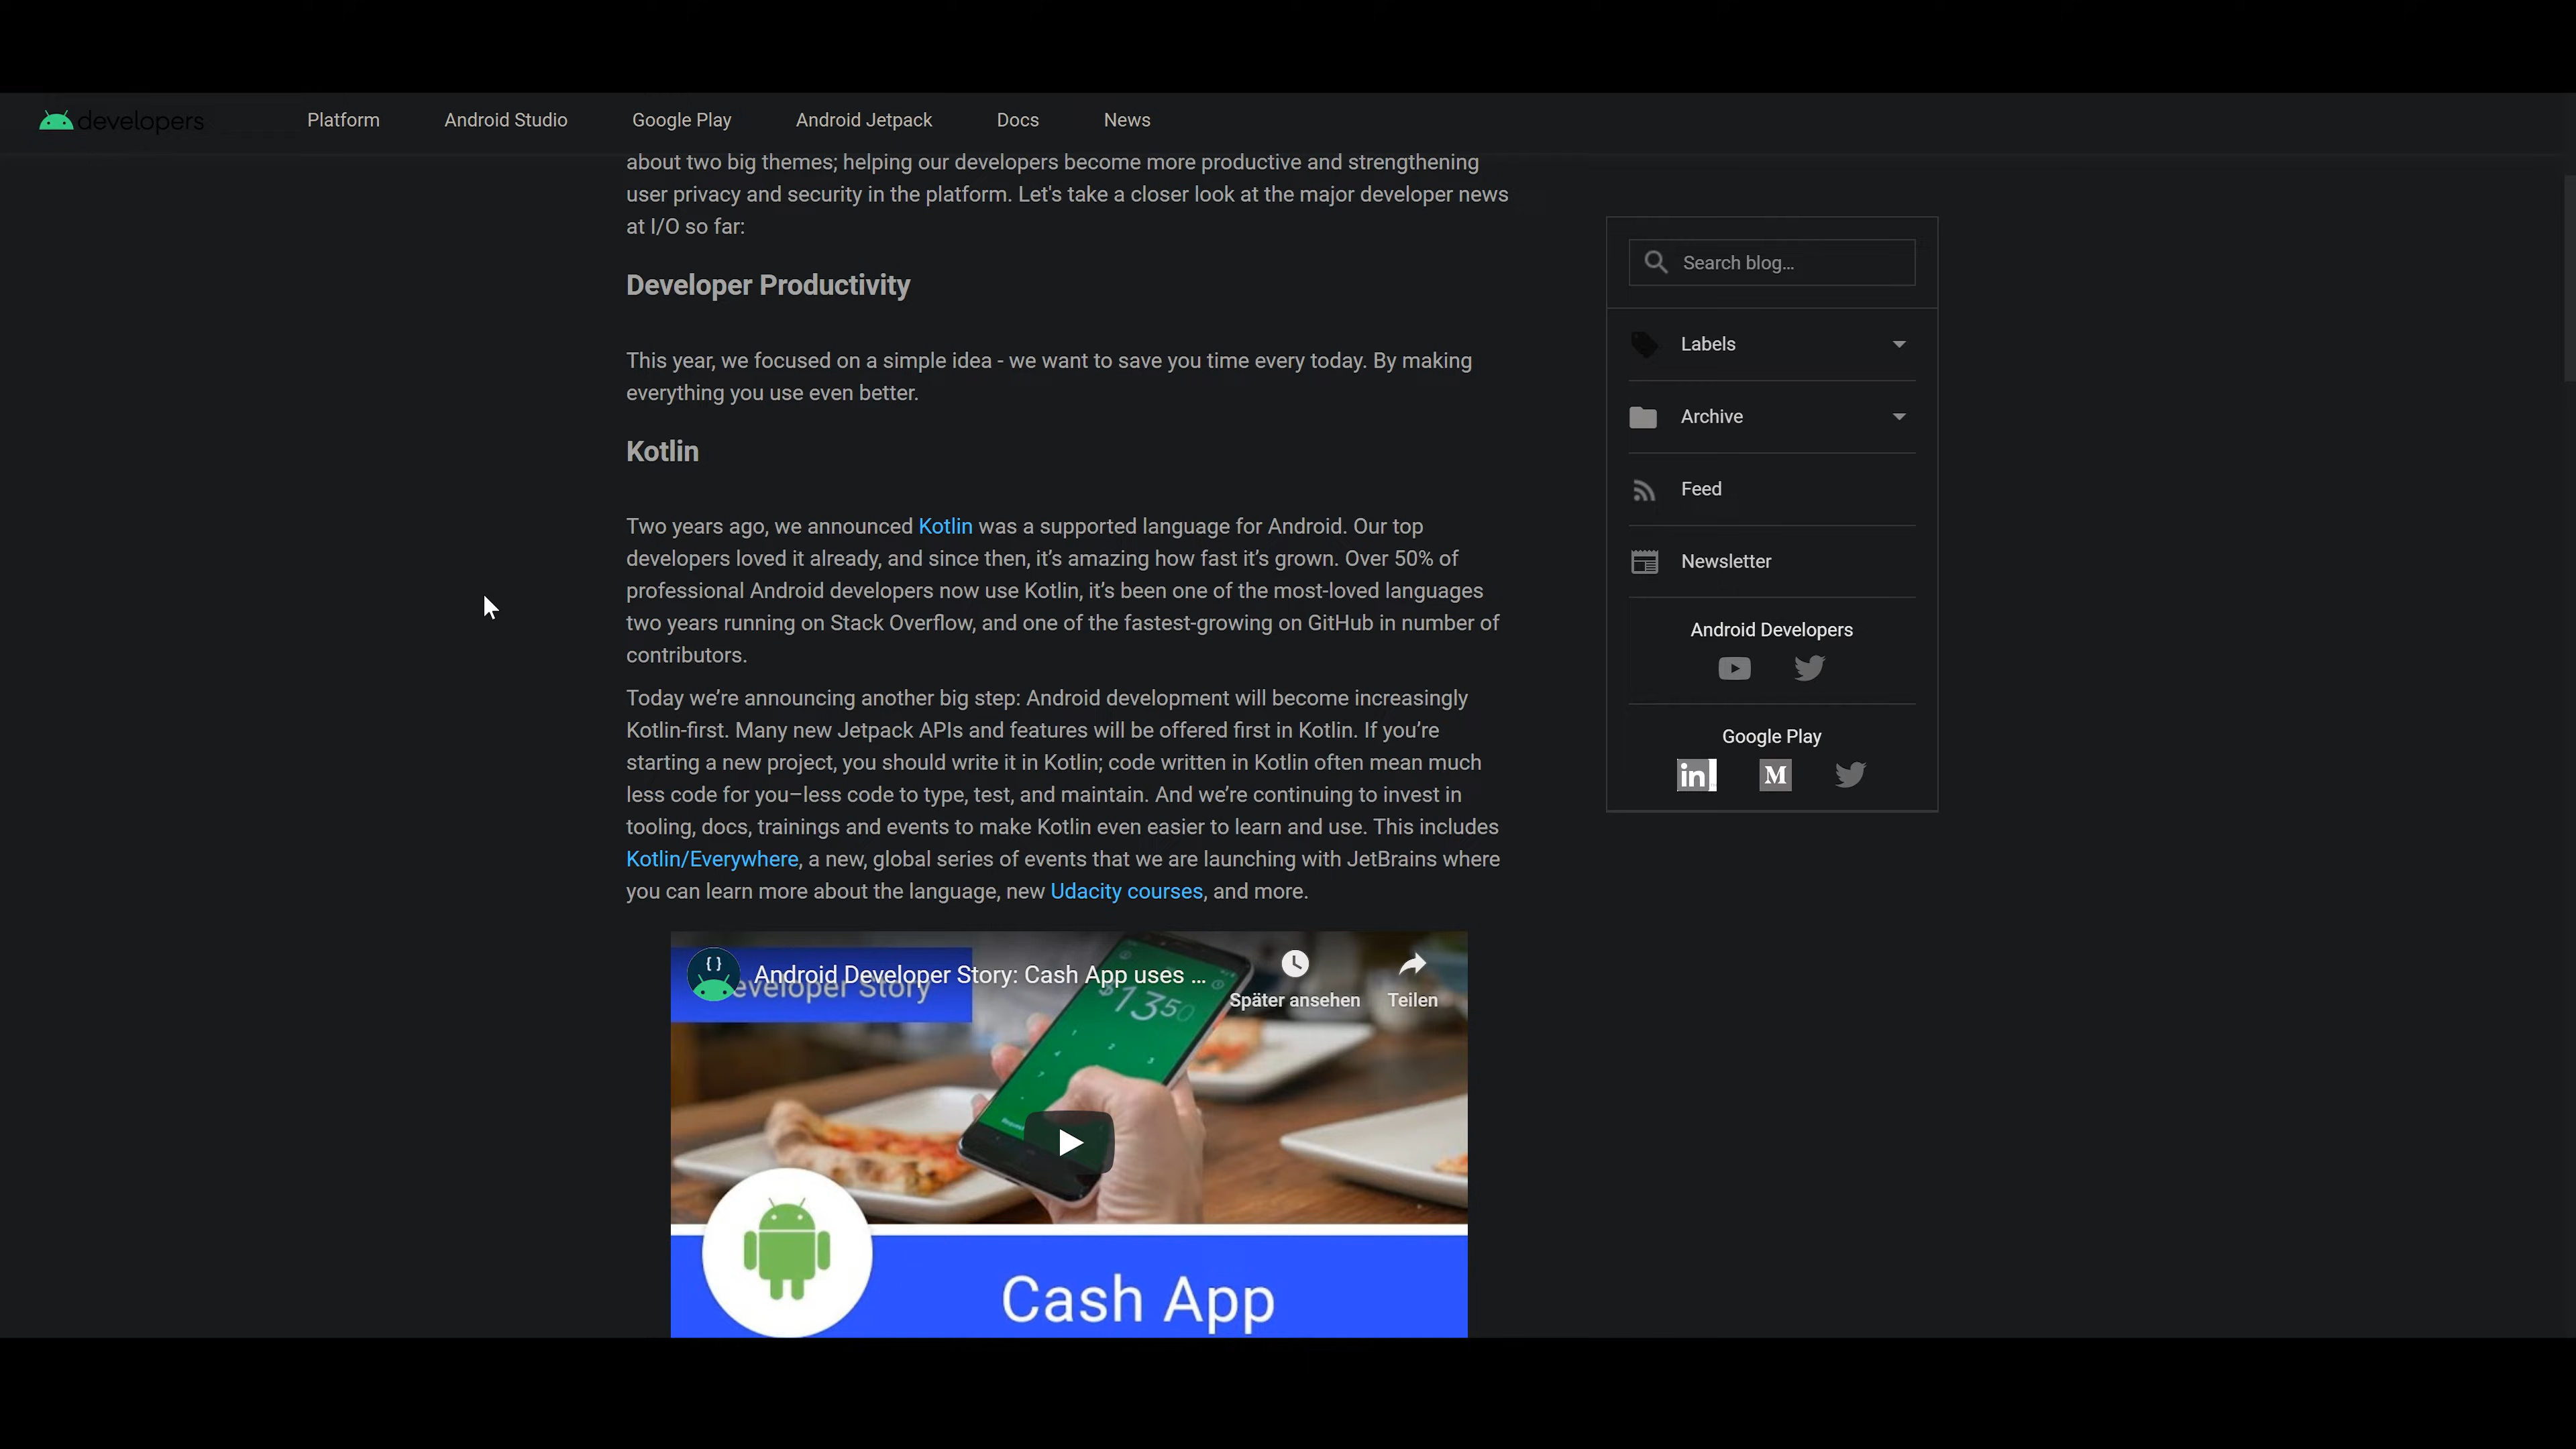 developers
Platform
Android Studio
Google Play
Android Jetpack
Docs
News
about two big themes; helping our developers become more productive and strengthening
user privacy and security in the platform. Let's take a closer look at the major developer news
at I/O so far:
Developer Productivity
This year, we focused on a simple idea - we want to save you time every today. By making
everything you use even better.
Kotlin
Two years ago, we announced Kotlin was a supported language for Android. Our top
developers loved it already, and since then, it’s amazing how fast it’s grown. Over 50% of
professional Android developers now use Kotlin, it’s been one of the most-loved languages
two years running on Stack Overflow, and one of the fastest-growing on GitHub in number of
contributors.
Today we’re announcing another big step: Android development will become increasingly
Kotlin-first. Many new Jetpack APIs and features will be offered first in Kotlin. If you’re
starting a new project, you should write it in Kotlin; code written in Kotlin often mean much
less code for you–less code to type, test, and maintain. And we’re continuing to invest in
tooling, docs, trainings and events to make Kotlin even easier to learn and use. This includes
Kotlin/Everywhere, a new, global series of events that we are launching with JetBrains where
you can learn more about the language, new Udacity courses, and more.
{ }
Android Developer Story: Cash App uses ...
eveloper Story
Später ansehen
Teilen
$1350
Cash App
Search blog...
Labels
Archive
Feed
Newsletter
Android Developers
Google Play
in
M